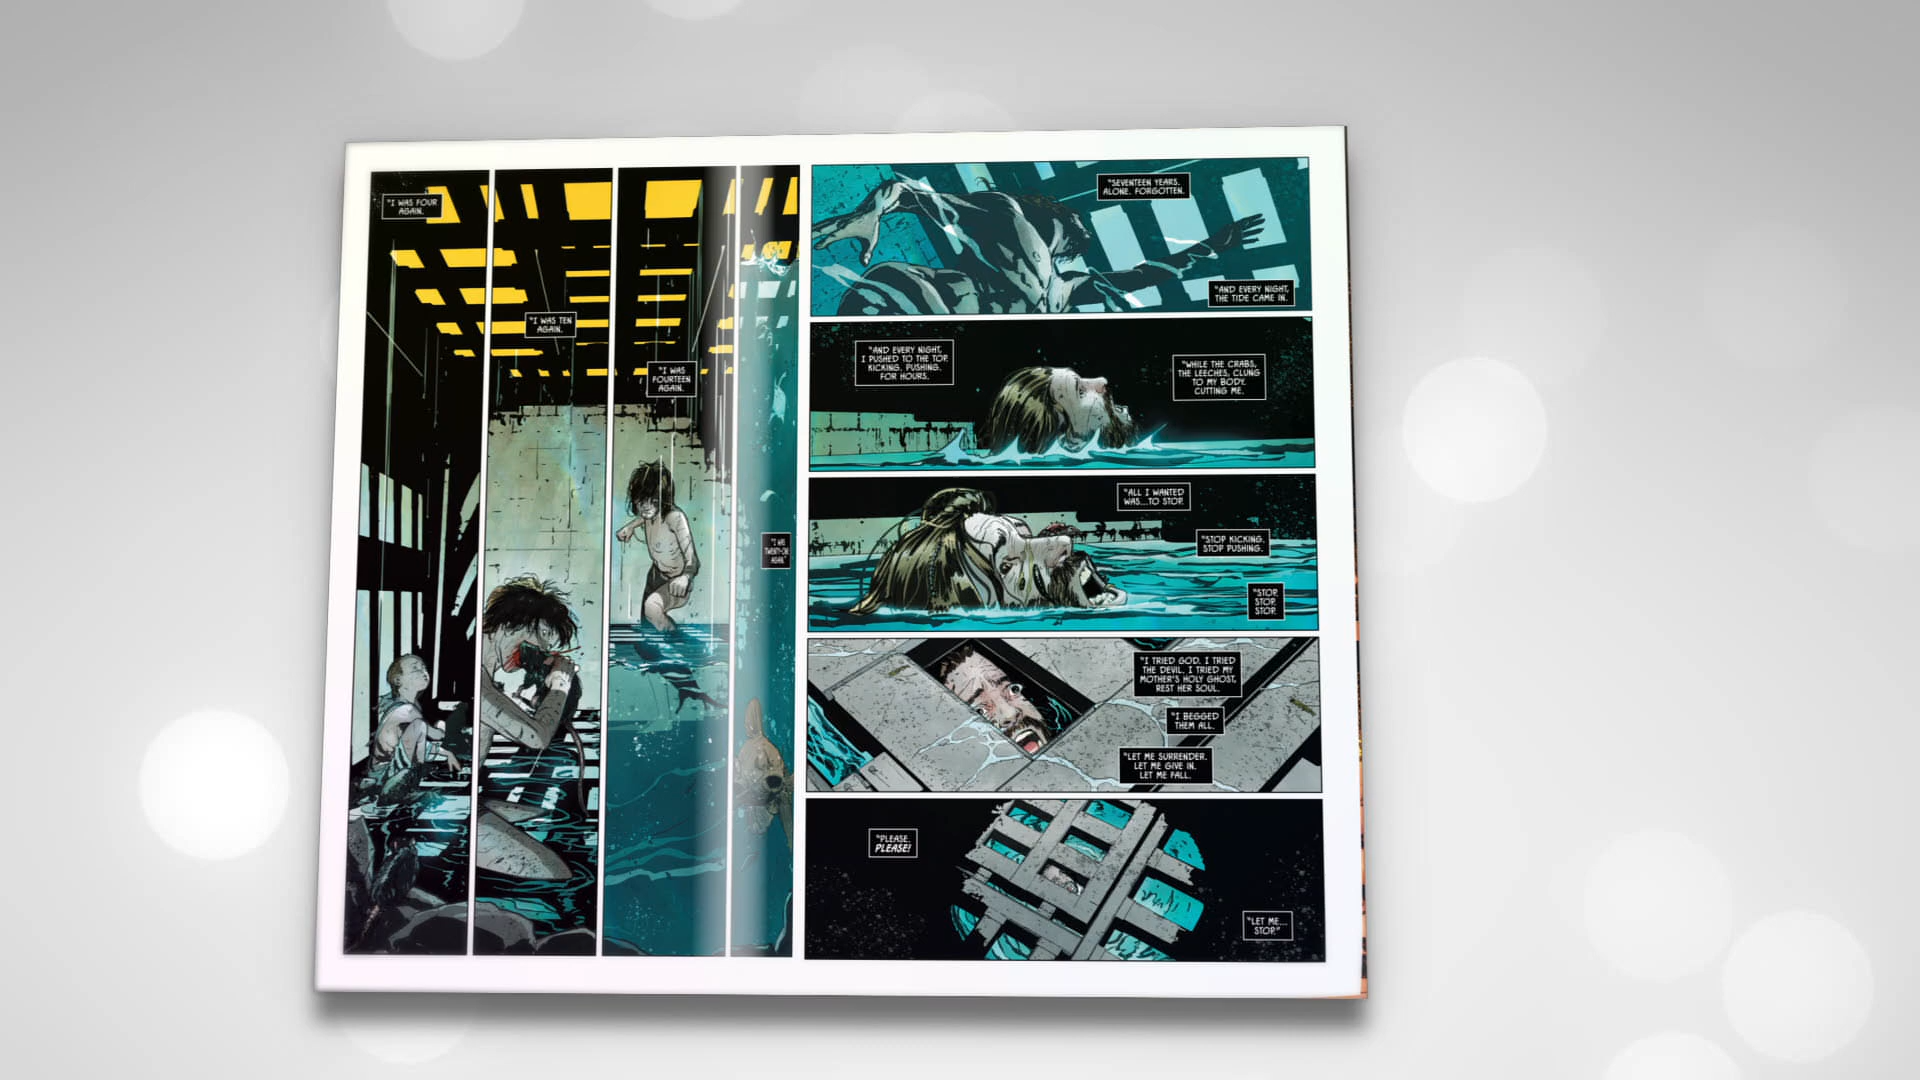 "I WAS FOUR
AGAIN.
"I WAS TEN
AGAIN.
"I WAS
FOURTEEN
AGAIN.
"I WAS
TWENTY-ONE
AGAIN."
"SEVENTEEN YEARS.
ALONE. FORGOTTEN.
"AND EVERY NIGHT,
THE TIDE CAME IN.
"AND EVERY NIGHT,
I PUSHED TO THE TOP.
KICKING. PUSHING.
FOR HOURS.
"WHILE THE CRABS,
THE LEECHES, CLUNG
TO MY BODY.
CUTTING ME.
"ALL I WANTED
WAS...TO STOP.
"STOP KICKING.
STOP PUSHING.
"STOP.
STOP.
STOP.
"I TRIED GOD. I TRIED
THE DEVIL. I TRIED MY
MOTHER'S HOLY GHOST,
REST HER SOUL.
"I BEGGED
THEM ALL.
"LET ME SURRENDER.
LET ME GIVE IN.
LET ME FALL.
"PLEASE.
PLEASE!
"LET ME...
STOP."